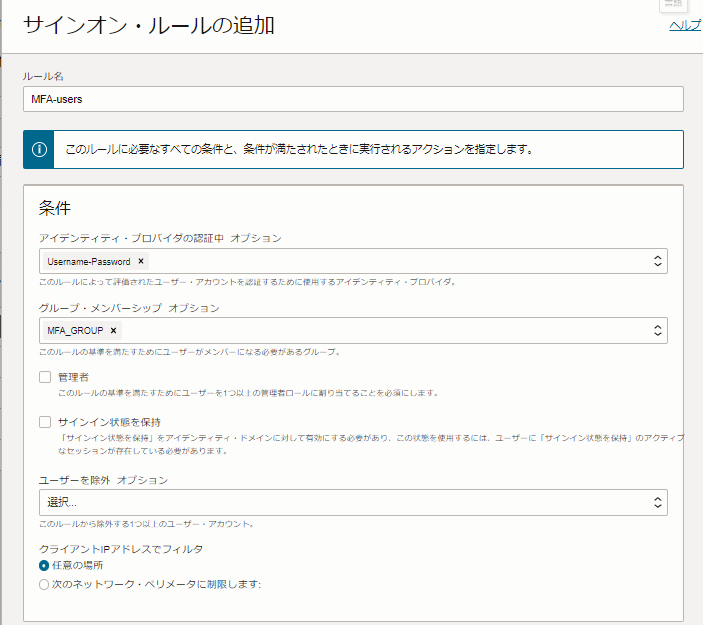 サインオン・ルールの追加
ヘルプ
ルール名
MFA-users
このルールに必要なすべての条件と、条件が満たされたときに実行されるアクションを指定します。
条件
アイデンティティ・プロバイダの認証中 オプション
Username-Password ×
このルールによって評価されたユーザー・アカウントを認証するために使用するアイデンティティ・プロバイダ。
グループ・メンバーシップ オプション
MFA_GROUP ×
このルールの基準を満たすためにユーザーがメンバーになる必要があるグループ。
管理者
このルールの基準を満たすためにユーザーを1つ以上の管理者ロールに割り当てることを必須にします。
サインイン状態を保持
「サインイン状態を保持」をアイデンティティ・ドメインに対して有効にする必要があり、この状態を使用するには、ユーザーに「サインイン状態を保持」のアクティブ
なセッションが存在している必要があります。
ユーザーを除外 オプション
選択...
このルールから除外する1つ以上のユーザー・アカウント。
クライアントIPアドレスでフィルタ
任意の場所
次のネットワーク・ペリメータに制限します: